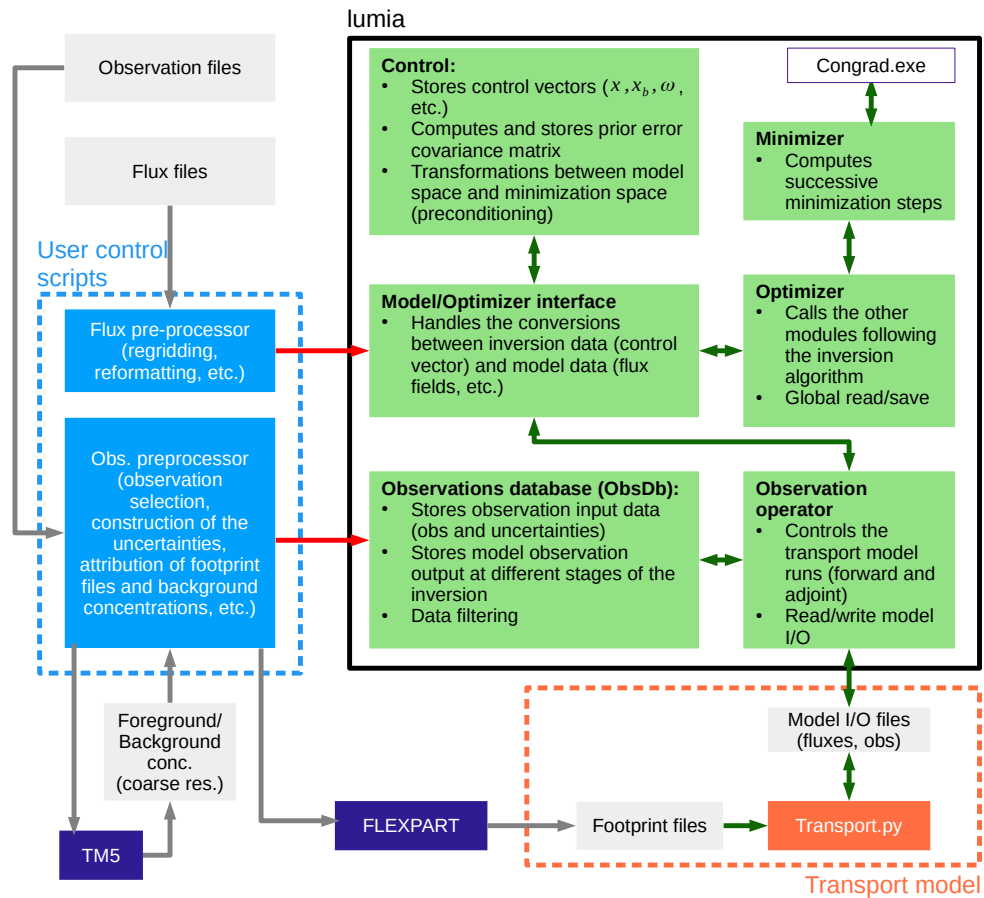 lumia
Observation files
Flux files
User control
scripts
Flux pre-processor
(regridding,
reformatting, etc.)
Obs. preprocessor
(observation
selection,
construction of the
uncertainties,
attribution of footprint
files and background
concentrations, etc.)
Foreground/
Background
conc.
(coarse res.)
TM5
Control:
• Stores control vectors (x, x_b, ω,
etc.)
• Computes and stores prior error
covariance matrix
• Transformations between model
space and minimization space
(preconditioning)
Congrad.exe
Minimizer
• Computes
successive
minimization steps
Model/Optimizer interface
• Handles the conversions
between inversion data (control
vector) and model data (flux
fields, etc.)
Optimizer
• Calls the other
modules following
the inversion
algorithm
• Global read/save
Observations database (ObsDb):
• Stores observation input data
(obs and uncertainties)
• Stores model observation
output at different stages of the
inversion
• Data filtering
Observation
operator
• Controls the
transport model
runs (forward and
adjoint)
• Read/write model
I/O
Model I/O files
(fluxes, obs)
FLEXPART
Footprint files
Transport.py
Transport model